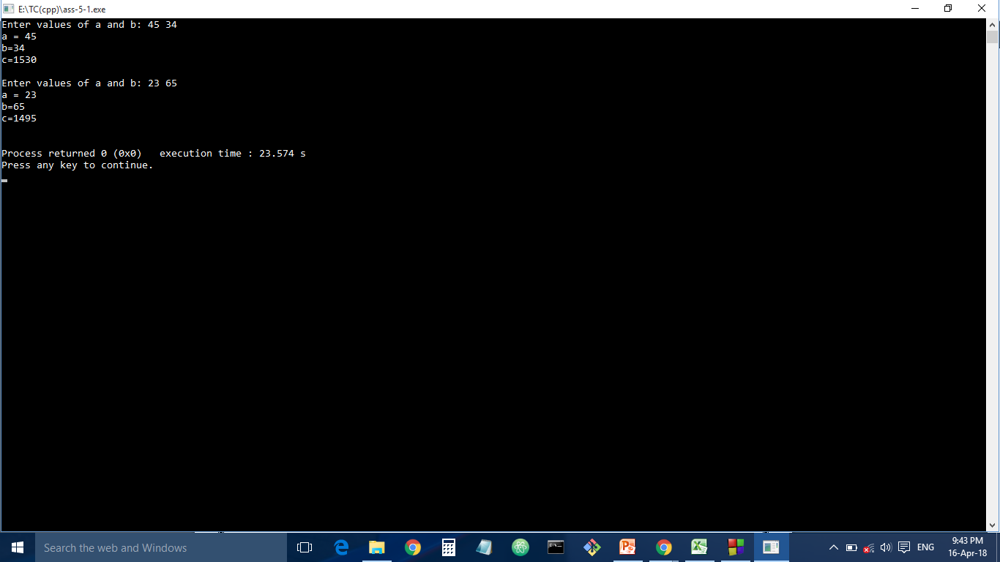 E:\TC(cpp)\ass-5-1.exe
Enter values of a and b: 45 34
a = 45
b=34
c=1530
Enter values of a and b: 23 65
a = 23
b=65
c=1495
Process returned 0 (0x0)   execution time : 23.574 s
Press any key to continue.
Search the web and Windows
ENG
9:43 PM
16-Apr-18